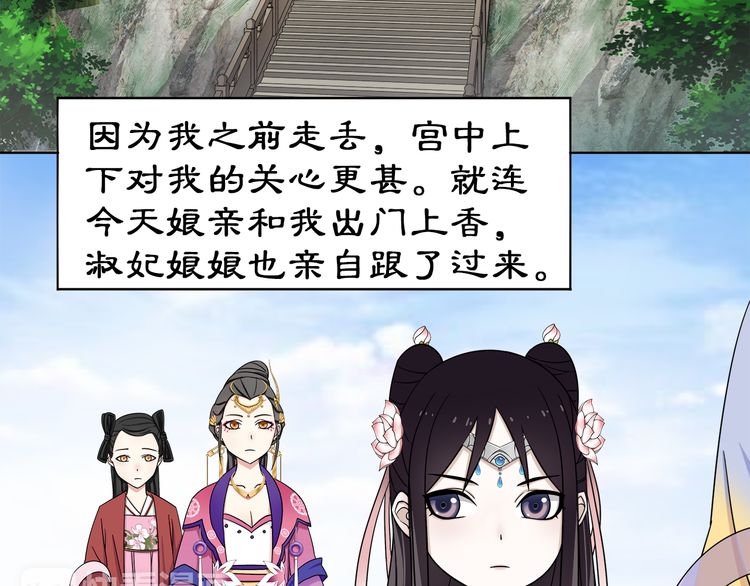 因为我之前走丢，宫中上
下对我的关心更甚。就连
今天娘亲和我出门上香，
淑妃娘娘也亲自跟了过来。